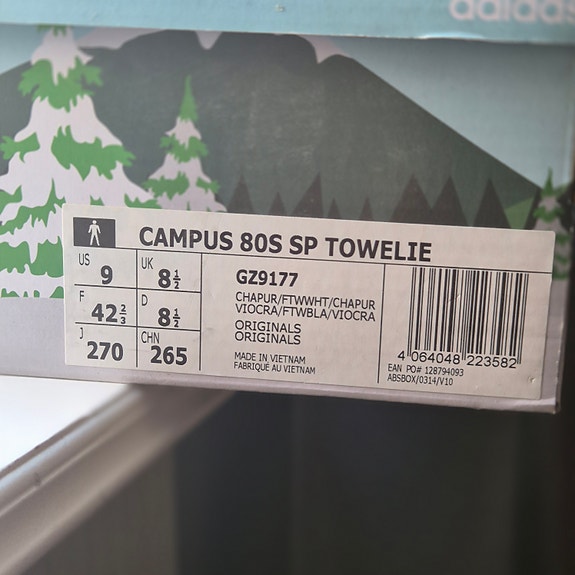 adidas
CAMPUS 80S SP TOWELIE
US 9 UK 8½
F 42⅔ D 8½
J 270 CHN 265
GZ9177
CHAPUR/FTWWHT/CHAPUR
VIOCRA/FTWBLA/VIOCRA
ORIGINALS
ORIGINALS
MADE IN VIETNAM
FABRIQUÉ AU VIETNAM
4 064048 223582
EAN PO# 128794093
ABSBOX/0314/V10